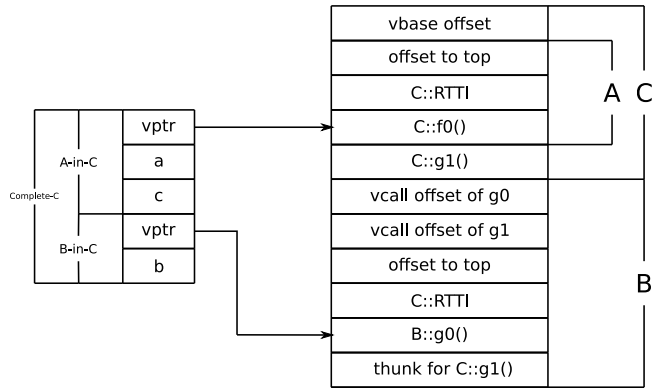 vbase offset
offset to top
C::RTTI
C::f0()
C::g1()
vcall offset of g0
vcall offset of g1
offset to top
C::RTTI
B::g0()
thunk for C::g1()
A
C
B
Complete-C
A-in-C
B-in-C
vptr
a
c
vptr
b